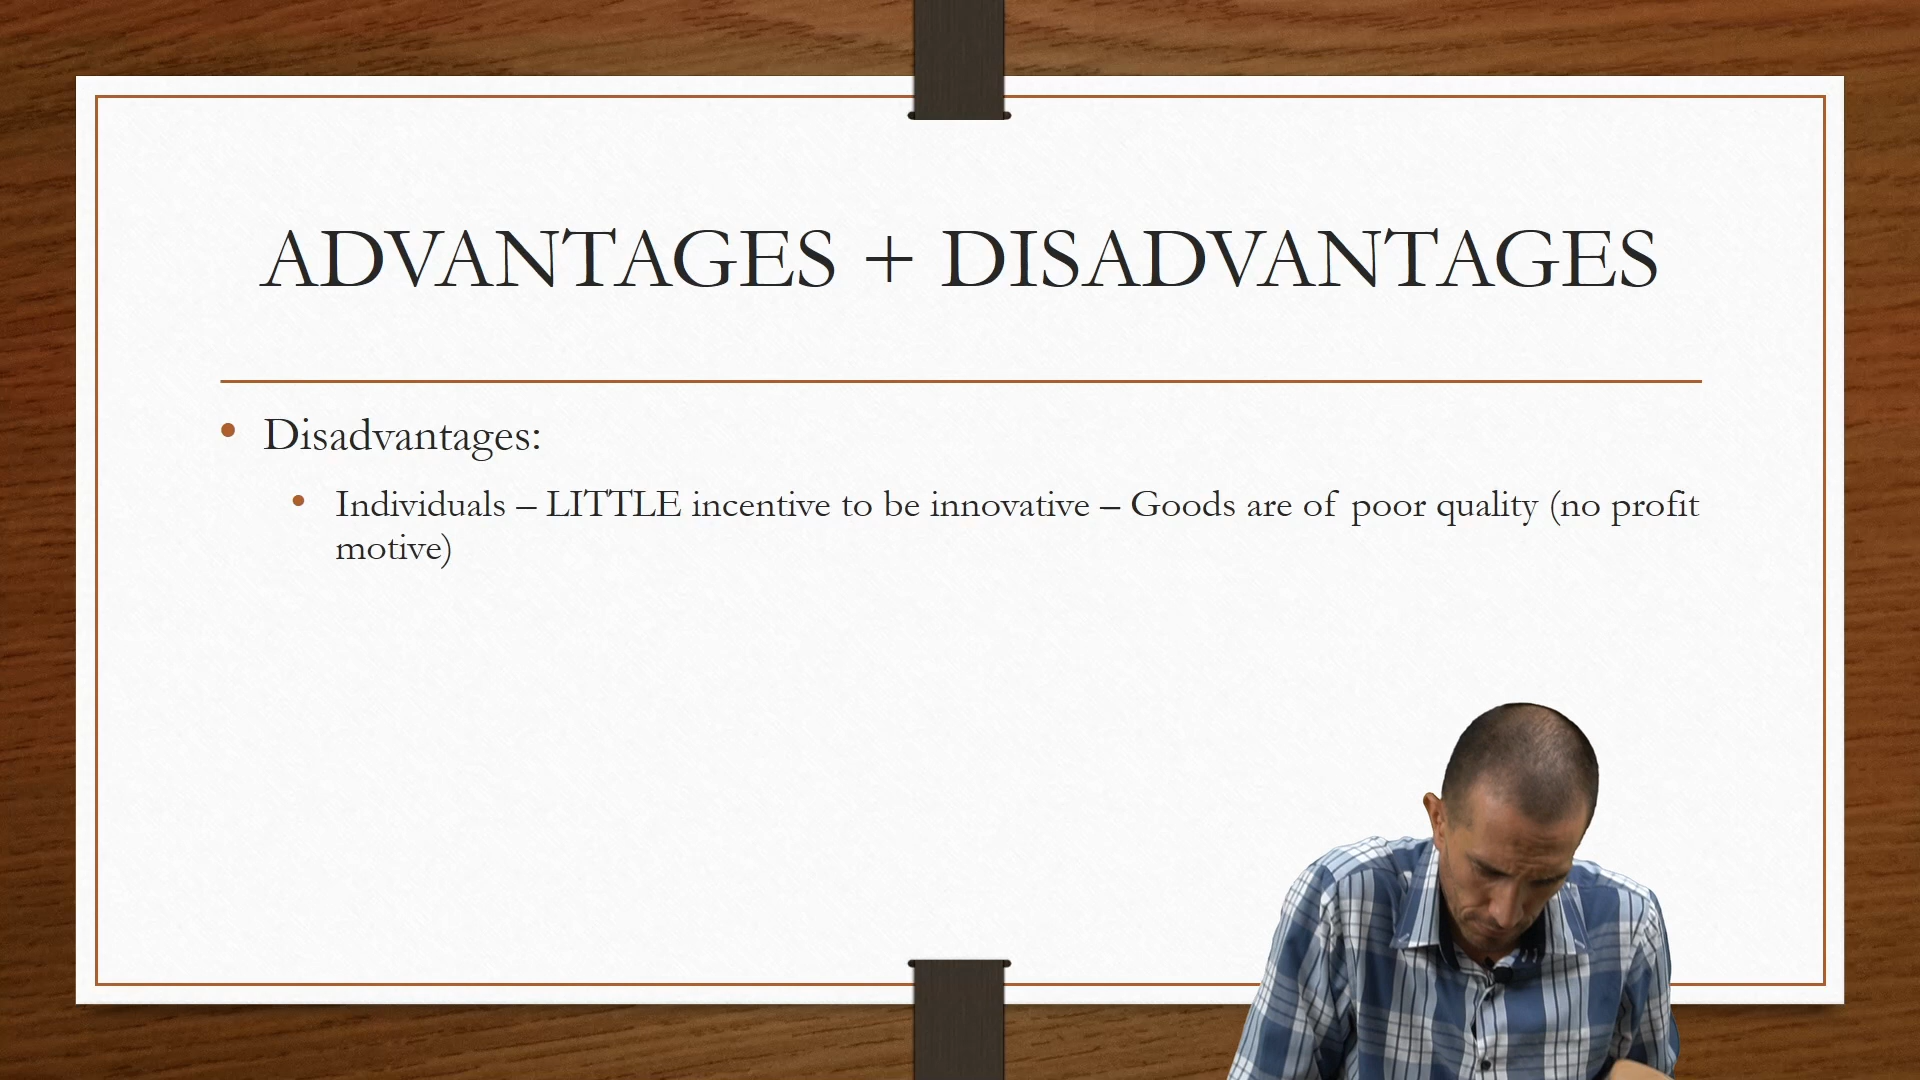 ADVANTAGES + DISADVANTAGES
• Disadvantages:
• Individuals – LITTLE incentive to be innovative – Goods are of poor quality (no profit
motive)